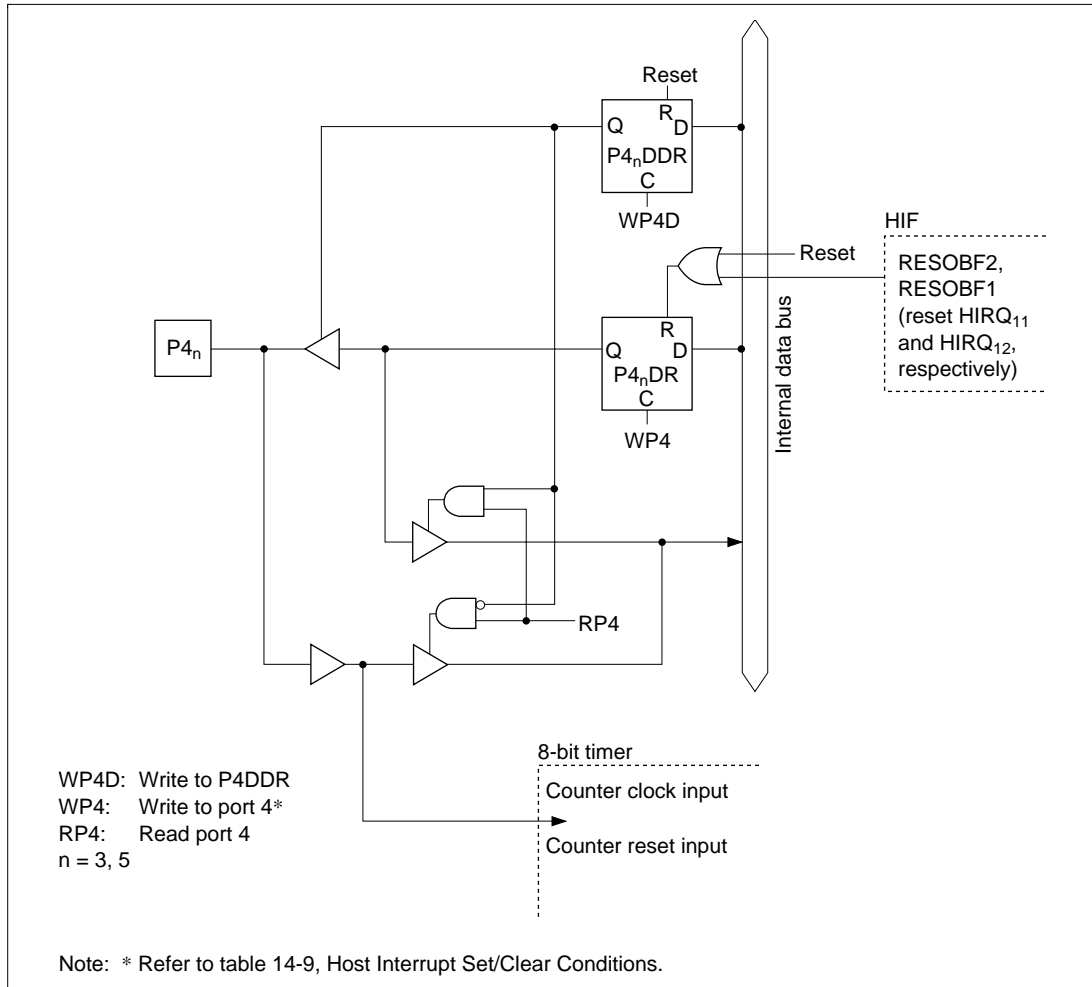 Reset
Q
R
D
P4nDDR
C
WP4D
HIF
Reset
RESOBF2,
RESOBF1
(reset HIRQ11
and HIRQ12,
respectively)
P4n
Q
R
D
P4nDR
C
WP4
Internal data bus
RP4
8-bit timer
Counter clock input
Counter reset input
WP4D: Write to P4DDR
WP4: Write to port 4*
RP4: Read port 4
n = 3, 5
Note: * Refer to table 14-9, Host Interrupt Set/Clear Conditions.